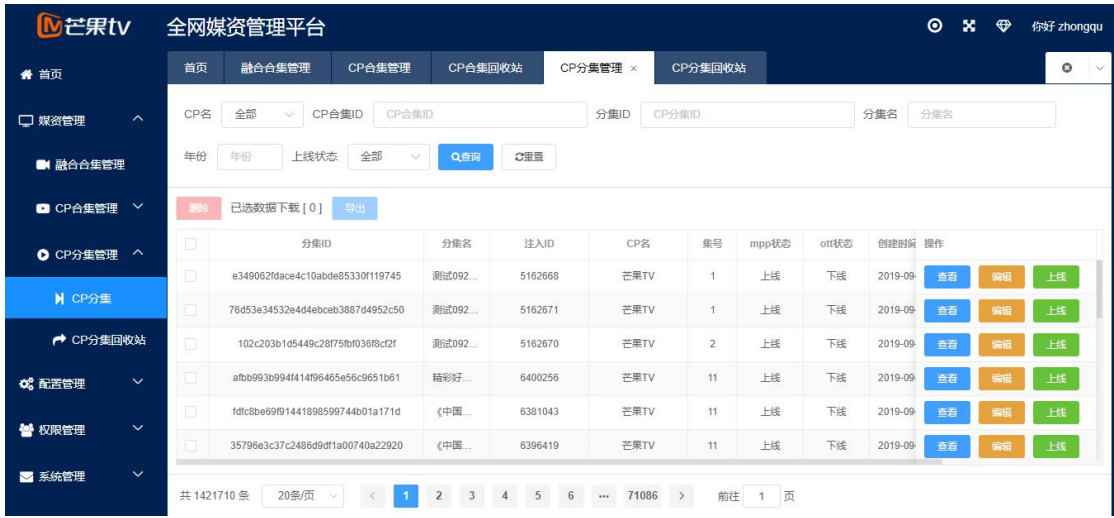 芒果tv 全网媒资管理平台 你好 zhongqu
首页
媒资管理
融合合集管理
CP合集管理
CP分集管理
CP分集
CP分集回收站
配置管理
权限管理
系统管理
首页 融合合集管理 CP合集管理 CP合集回收站 CP分集管理 × CP分集回收站
CP名 全部 CP合集ID CP合集ID 分集ID CP分集ID 分集名 分集名
年份 年份 上线状态 全部 查询 重置
删除 已选数据下载 [ 0 ] 导出
分集ID 分集名 注入ID CP名 集号 mpp状态 ott状态 创建时间 操作
e349062fdace4c10abde85330f119745 测试092... 5162668 芒果TV 1 上线 下线 2019-09- 查看 编辑 上线
76d53e34532e4d4ebceb3887d4952c50 测试092... 5162671 芒果TV 1 上线 下线 2019-09- 查看 编辑 上线
102c203b1d5449c28f75fbf036f8cf2f 测试092... 5162670 芒果TV 2 上线 下线 2019-09- 查看 编辑 上线
afbb993b994f414f96465e56c9651b61 精彩好... 6400256 芒果TV 11 上线 下线 2019-09- 查看 编辑 上线
fdfc8be69f91441898599744b01a171d 《中国... 6381043 芒果TV 11 上线 下线 2019-09- 查看 编辑 上线
35796e3c37c2486d9df1a00740a22920 《中国... 6396419 芒果TV 11 上线 下线 2019-09- 查看 编辑 上线
共 1421710 条 20条/页 < 1 2 3 4 5 6 ... 71086 > 前往 1 页